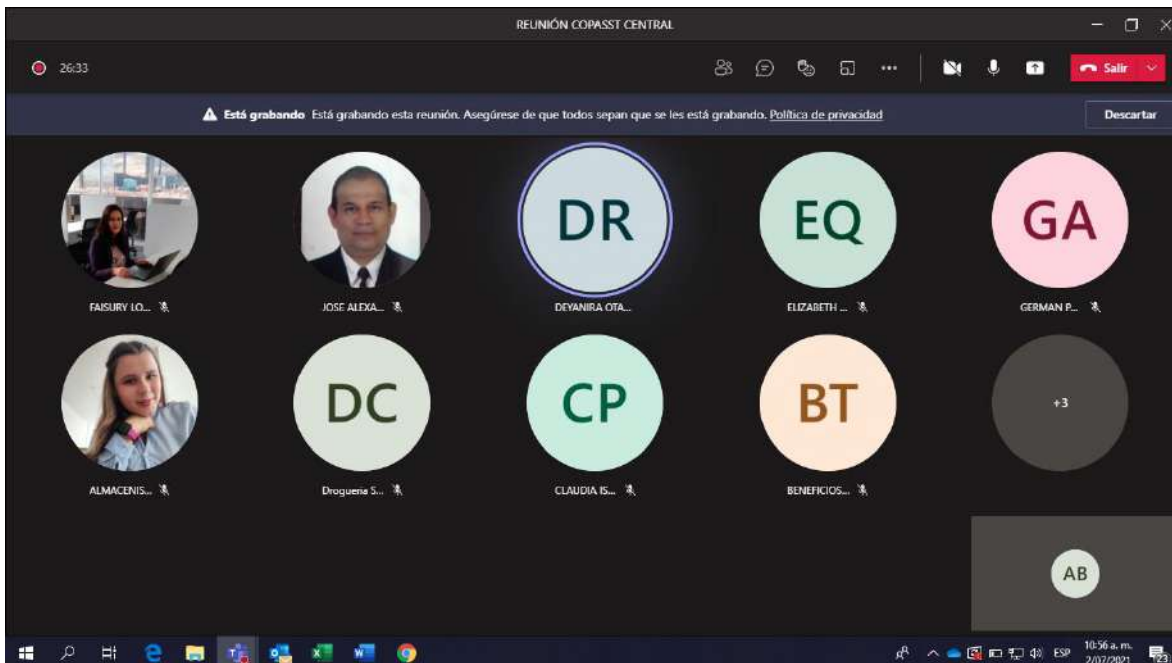 REUNIÓN COPASST CENTRAL
26:33
Salir
Está grabando Está grabando esta reunión. Asegúrese de que todos sepan que se les está grabando. Política de privacidad
Descartar
DR
EQ
GA
FAISURY LO...
JOSE ALEXA...
DEYANIRA OTA...
ELIZABETH ...
GERMAN P...
DC
CP
BT
+3
ALMACENIS...
Drogueria S...
CLAUDIA IS...
BENEFICIOS...
AB
ESP
10:56 a. m.
2/07/2021